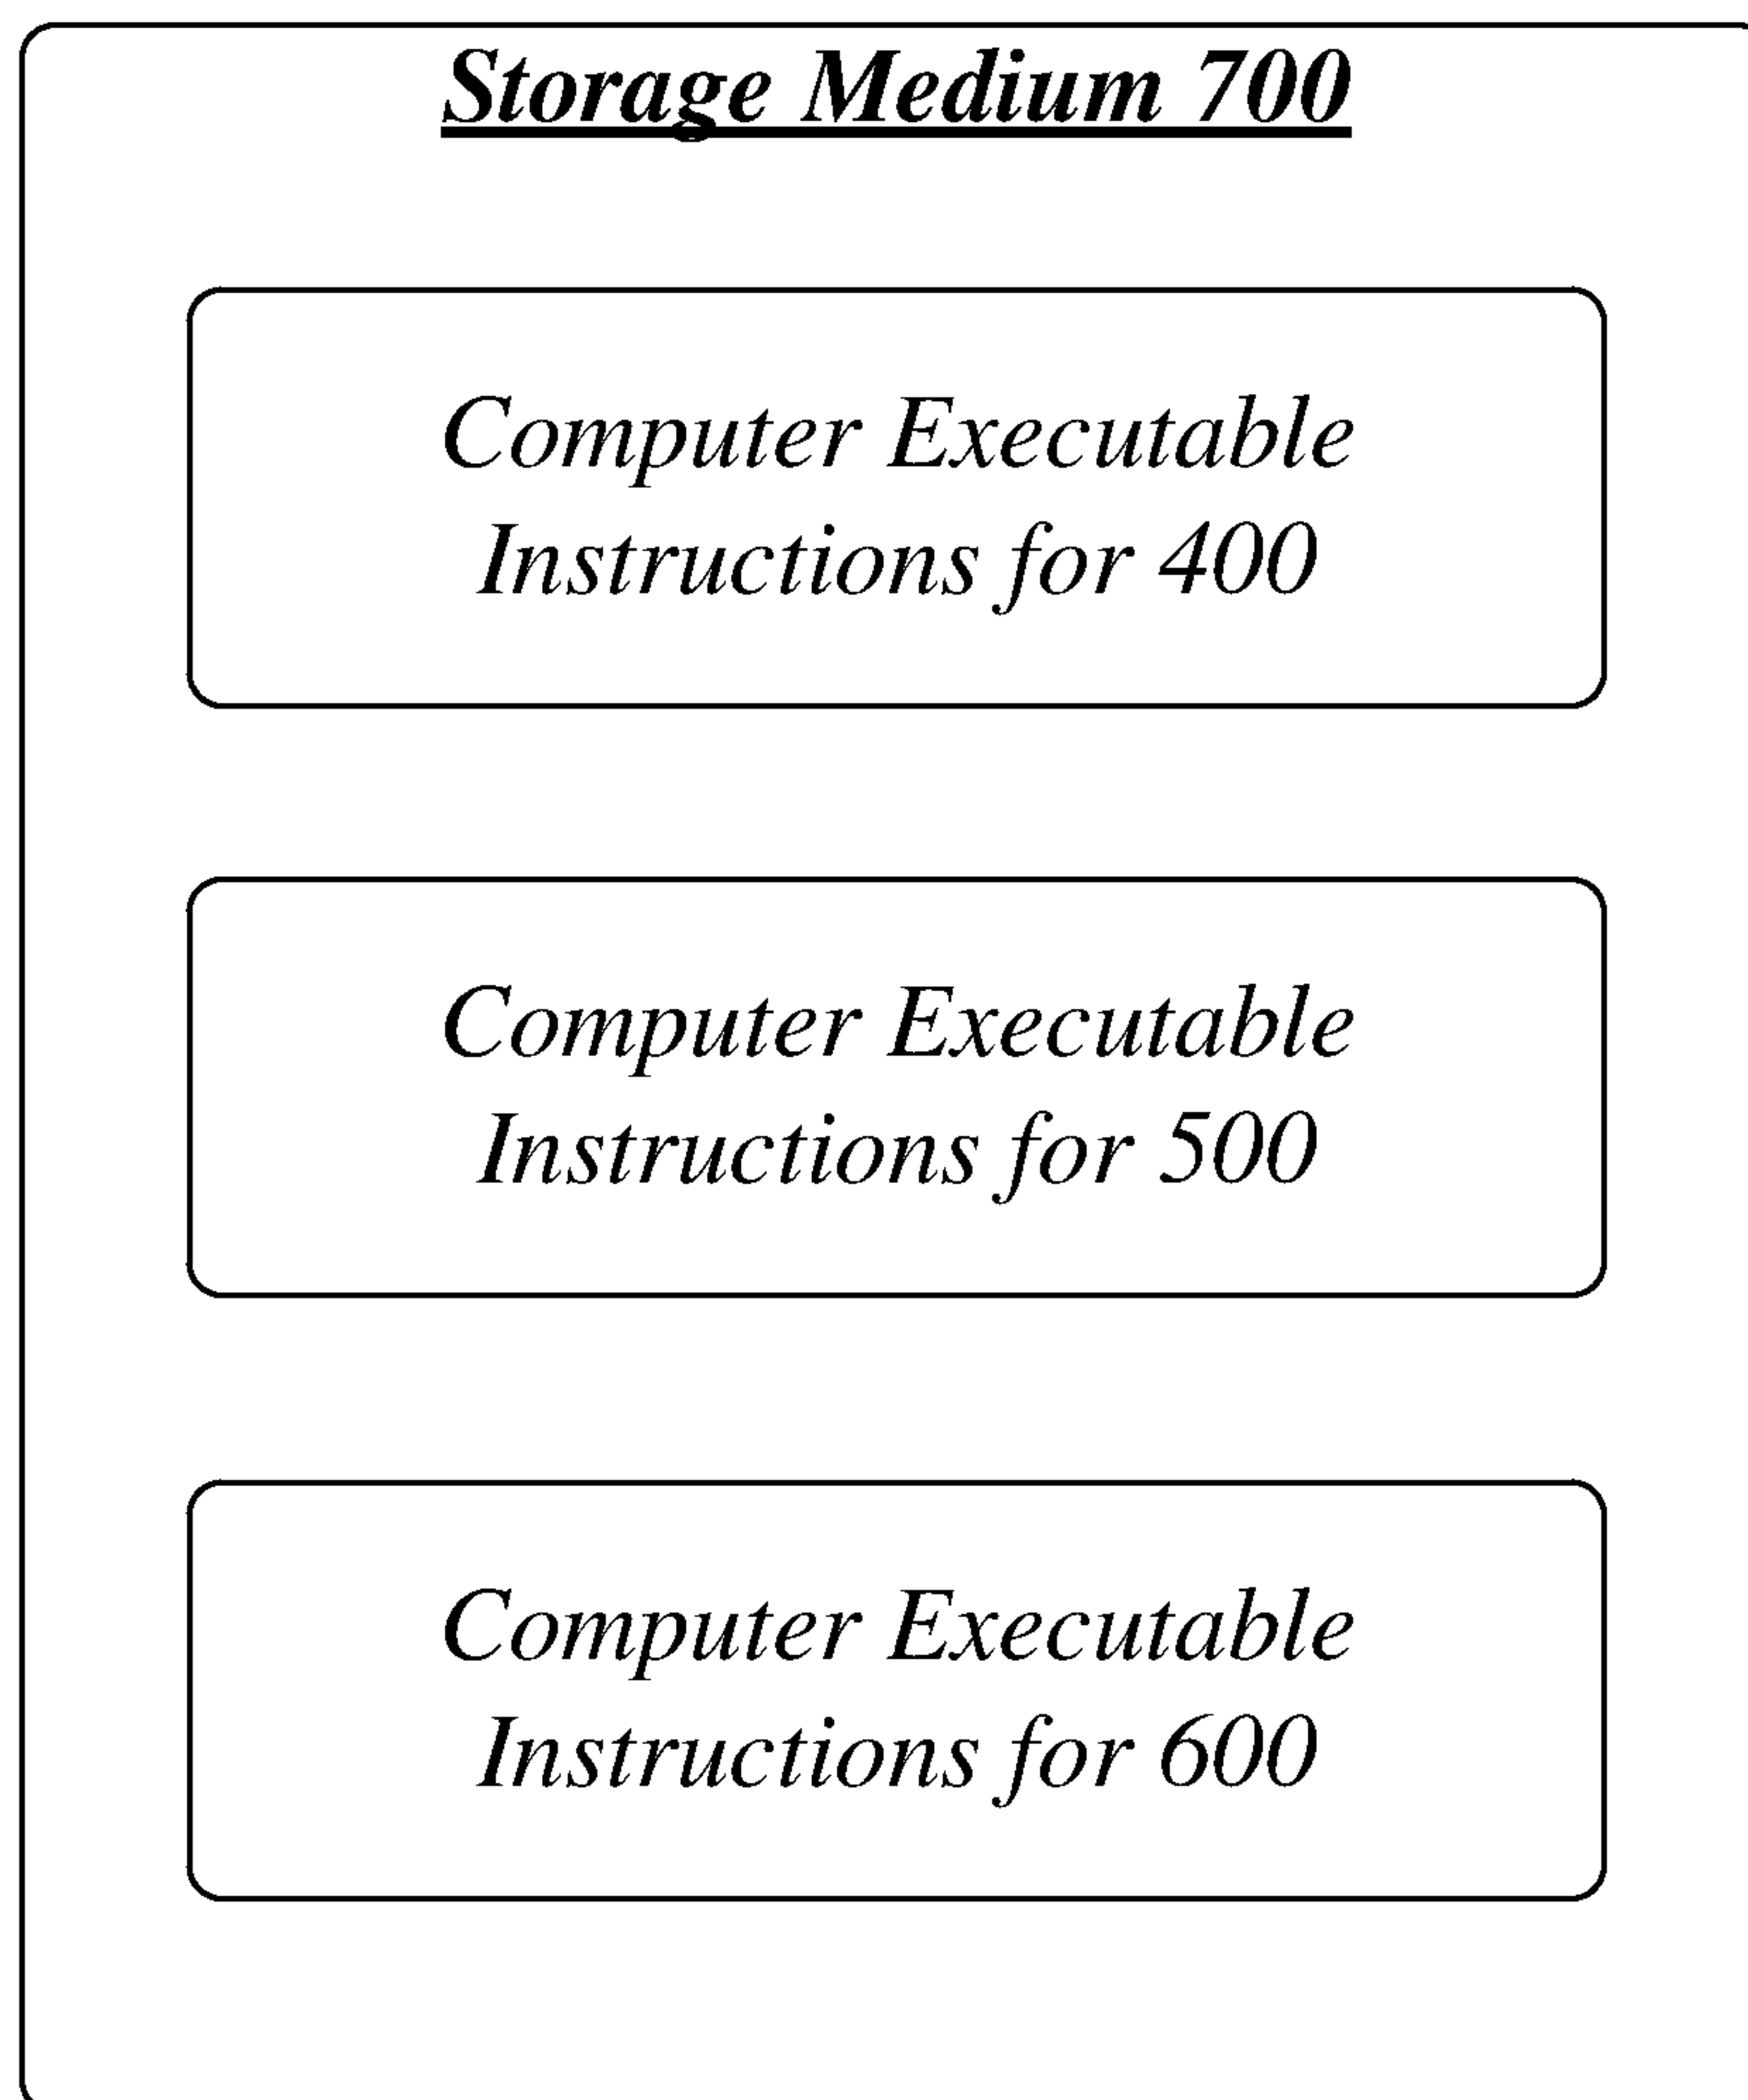 Storage Medium 700
Computer Executable
Instructions for 400
Computer Executable
Instructions for 500
Computer Executable
Instructions for 600